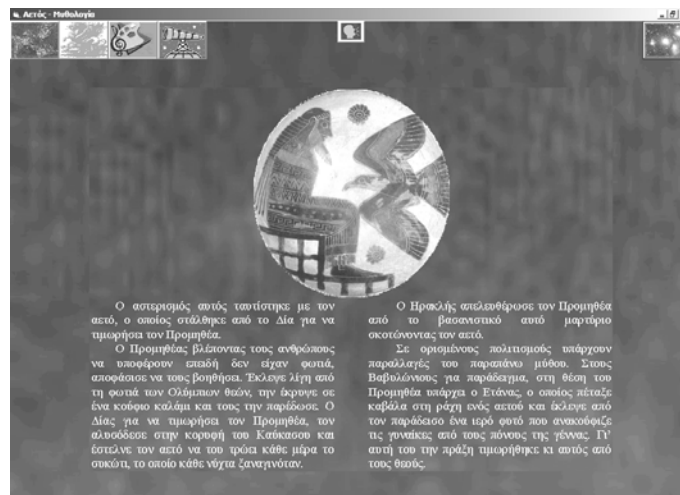 Αετός - Μυθολογία
Ο αστερισμός αυτός ταυτίστηκε με τον
αετό, ο οποίος στάλθηκε από το Δία για να
τιμωρήσει τον Προμηθέα.
Ο Προμηθέας βλέποντας τους ανθρώπους
να υποφέρουν επειδή δεν είχαν φωτιά,
αποφάσισε να τους βοηθήσει. Έκλεψε λίγη από
τη φωτιά των Ολύμπιων θεών, την έκρυψε σε
ένα κούφιο καλάμι και τους την παρέδωσε. Ο
Δίας για να τιμωρήσει τον Προμηθέα, τον
αλυσόδεσε στην κορυφή του Καύκασου και
έστελνε τον αετό να του τρώει κάθε μέρα το
συκώτι, το οποίο κάθε νύχτα ξαναγινόταν.
Ο Ηρακλής απελευθέρωσε τον Προμηθέα
από το βασανιστικό αυτό μαρτύριο
σκοτώνοντας τον αετό.
Σε ορισμένους πολιτισμούς υπάρχουν
παραλλαγές του παραπάνω μύθου. Στους
Βαβυλώνιους για παράδειγμα, στη θέση του
Προμηθέα υπάρχει ο Ετάνας, ο οποίος πέταξε
καβάλα στη ράχη ενός αετού και έκλεψε από
τον παράδεισο ένα ιερό φυτό που ανακούφιζε
τις γυναίκες από τους πόνους της γέννας. Γι'
αυτή του την πράξη τιμωρήθηκε κι αυτός από
τους θεούς.